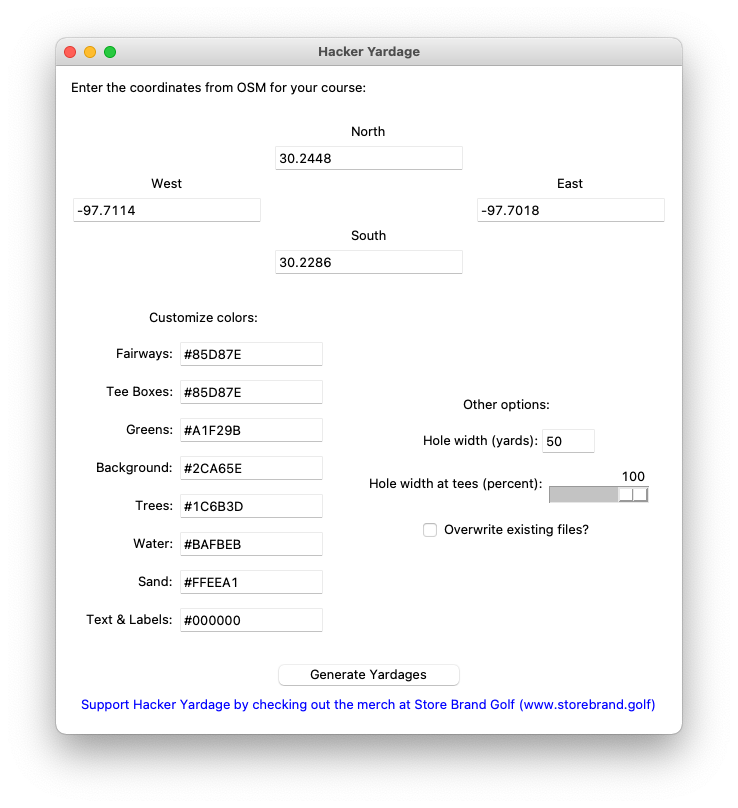 Hacker Yardage
Enter the coordinates from OSM for your course:
North
30.2448
West
East
-97.7114
-97.7018
South
30.2286
Customize colors:
Fairways: #85D87E
Tee Boxes: #85D87E
Greens: #A1F29B
Background: #2CA65E
Trees: #1C6B3D
Water: #BAFBEB
Sand: #FFEEA1
Text & Labels: #000000
Other options:
Hole width (yards): 50
100
Hole width at tees (percent):
Overwrite existing files?
Generate Yardages
Support Hacker Yardage by checking out the merch at Store Brand Golf (www.storebrand.golf)